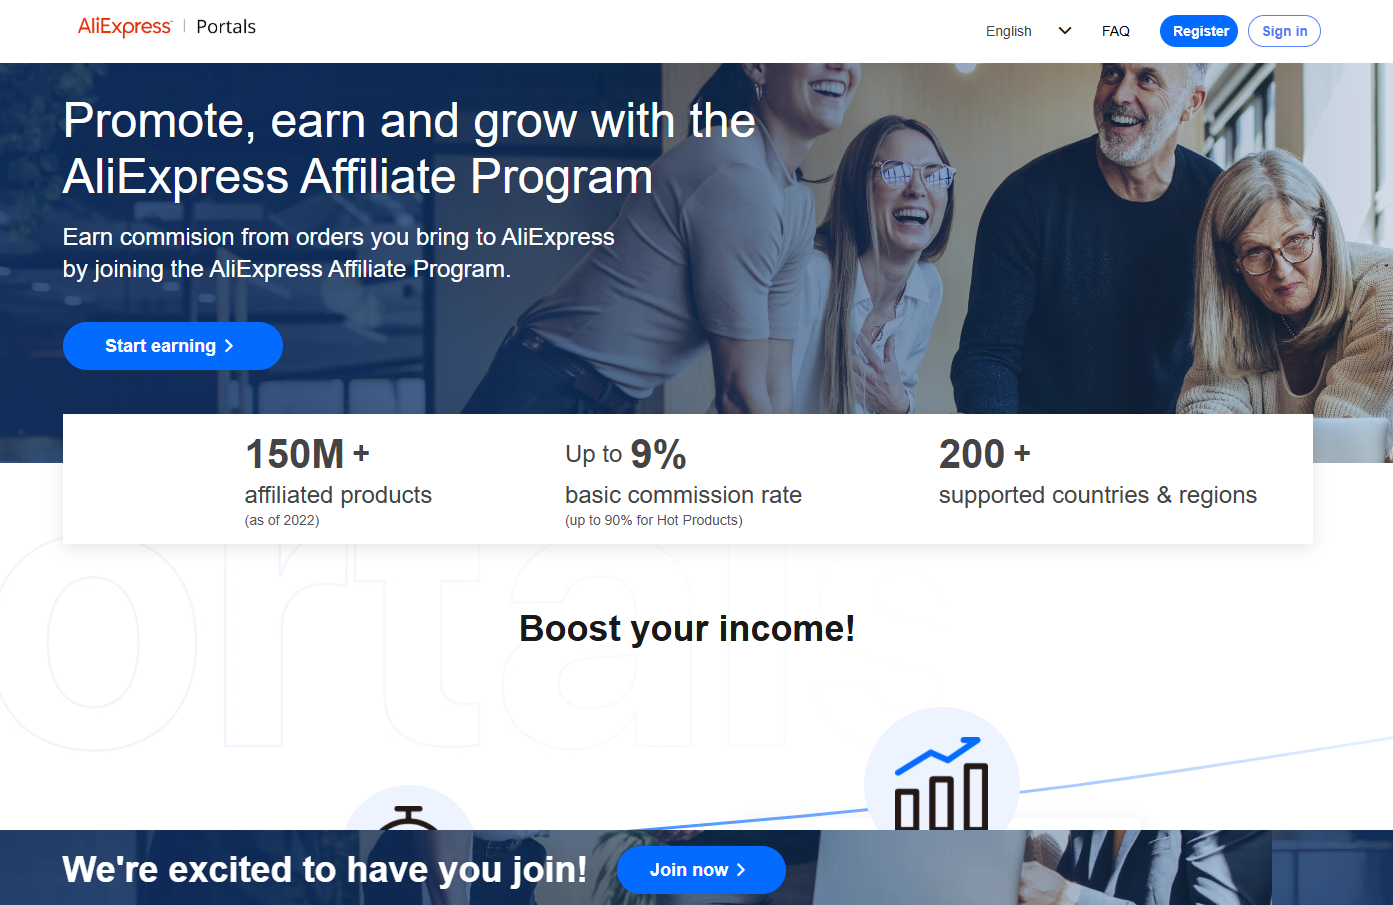 AliExpress | Portals
English
FAQ
Register
Sign in
Promote, earn and grow with the
AliExpress Affiliate Program
Earn commision from orders you bring to AliExpress
by joining the AliExpress Affiliate Program.
Start earning
150M +
affiliated products
(as of 2022)
Up to 9%
basic commission rate
(up to 90% for Hot Products)
200 +
supported countries & regions
ortals
Boost your income!
We're excited to have you join!
Join now